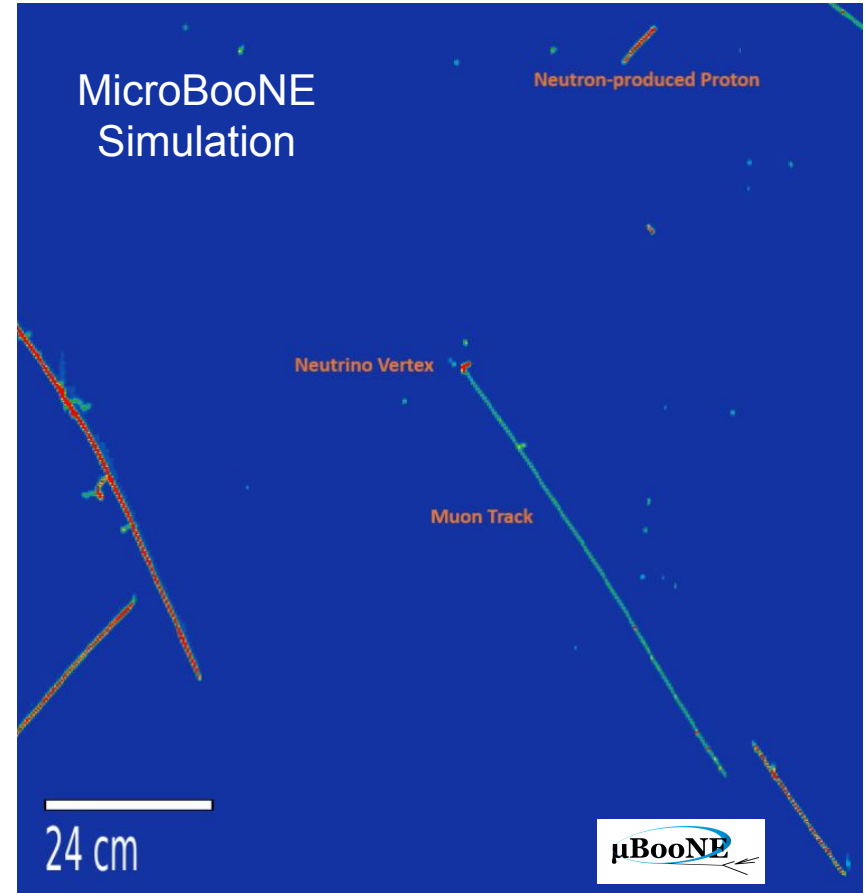 MicroBooNE
Simulation
Neutron-produced Proton
Neutrino Vertex
Muon Track
24 cm
µBooNE